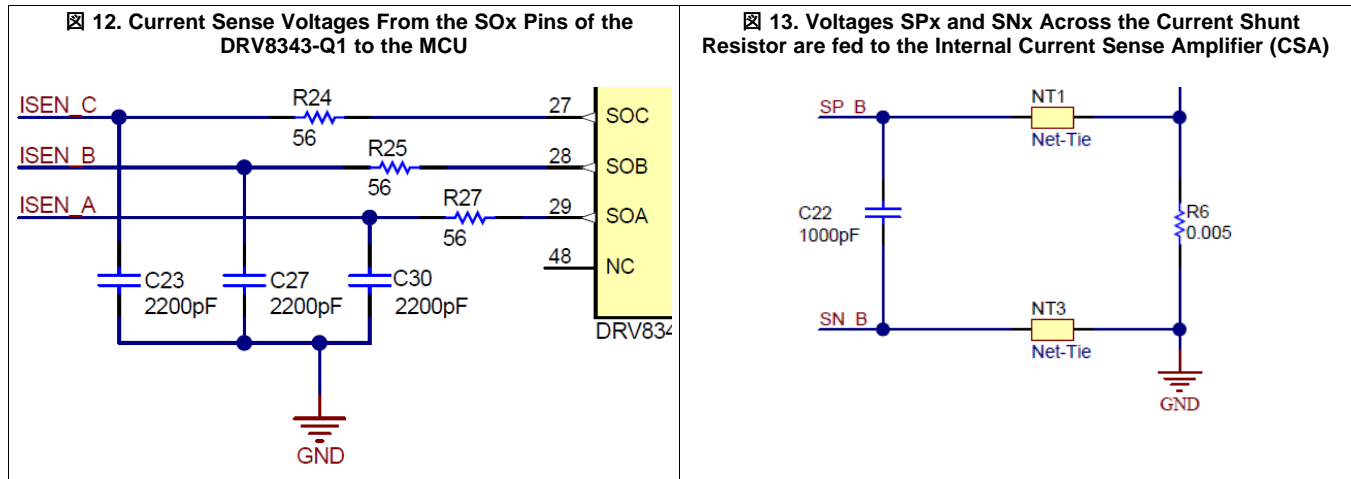 図 12. Current Sense Voltages From the SOx Pins of the
DRV8343-Q1 to the MCU
ISEN_C
R24
56
27
SOC
ISEN_B
R25
56
28
SOB
ISEN_A
R27
56
29
SOA
48
NC
C23
2200pF
C27
2200pF
C30
2200pF
DRV834
GND
図 13. Voltages SPx and SNx Across the Current Shunt
Resistor are fed to the Internal Current Sense Amplifier (CSA)
SP_B
NT1
Net-Tie
C22
1000pF
R6
0.005
SN_B
NT3
Net-Tie
GND